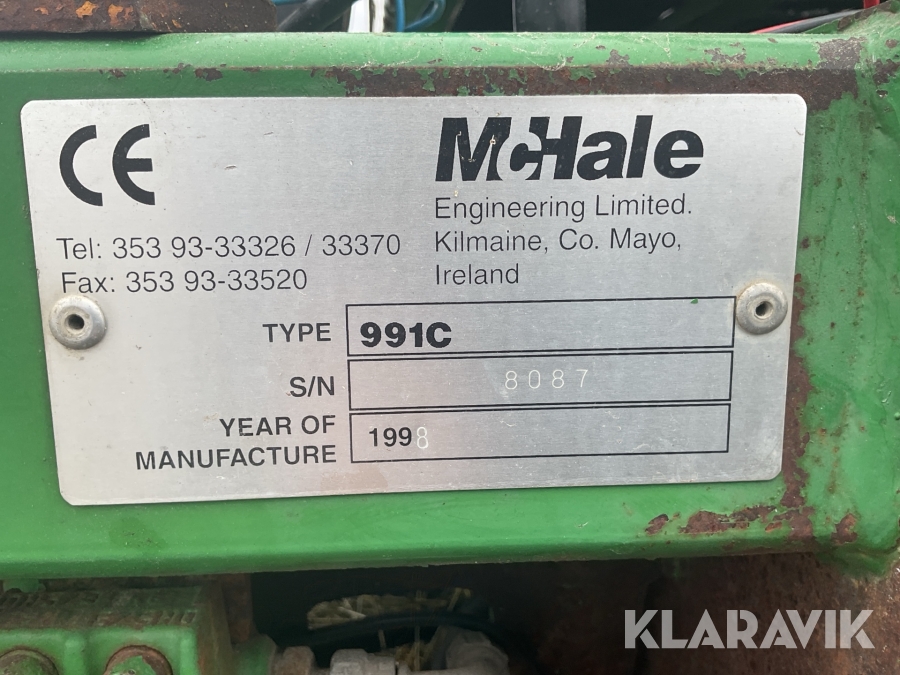 CE
McHale
Engineering Limited.
Kilmaine, Co. Mayo,
Ireland
Tel: 353 93-33326 / 33370
Fax: 353 93-33520
TYPE 991C
S/N 8087
YEAR OF
MANUFACTURE 1998
KLARAVIK